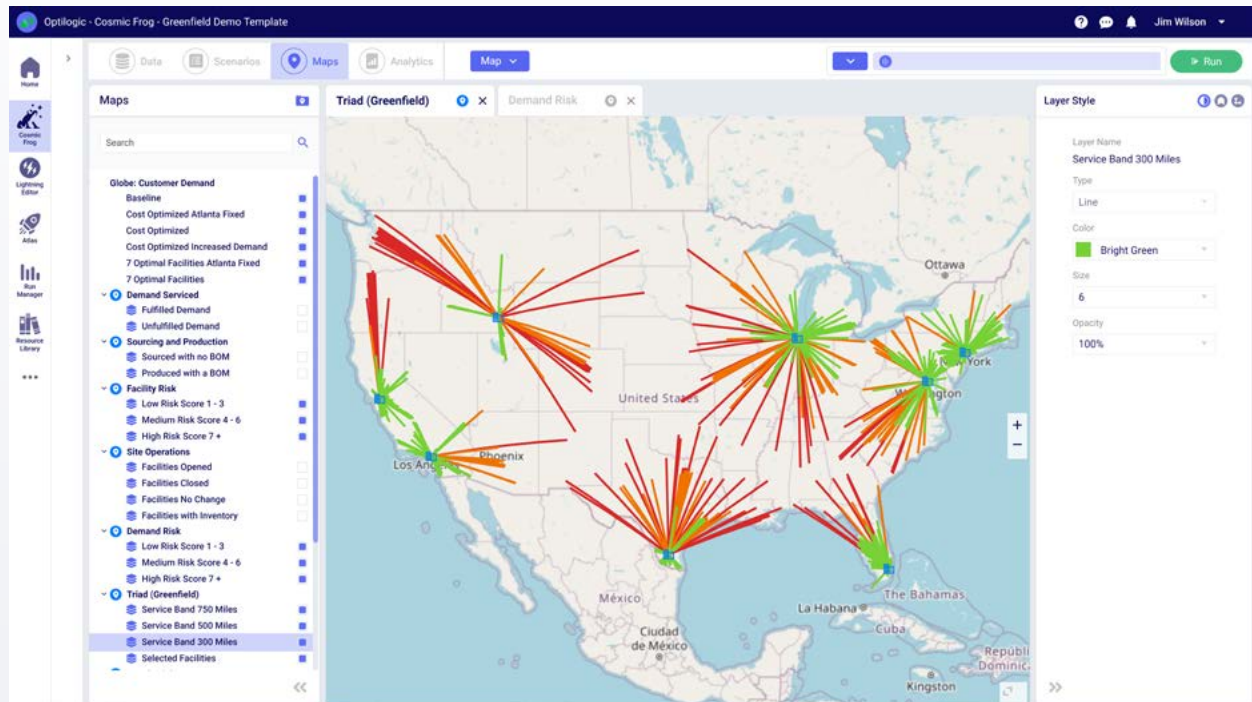 Optilogic - Cosmic Frog - Greenfield Demo Template
Jim Wilson
Home
Cosmic
Frog
Lightning
Editor
Atlas
Run
Manager
Resource
Library
Data
Scenarios
Maps
Analytics
Map
Run
Maps
Search
Globe: Customer Demand
Baseline
Cost Optimized Atlanta Fixed
Cost Optimized
Cost Optimized Increased Demand
7 Optimal Facilities Atlanta Fixed
7 Optimal Facilities
Demand Serviced
Fulfilled Demand
Unfulfilled Demand
Sourcing and Production
Sourced with no BOM
Produced with a BOM
Facility Risk
Low Risk Score 1 - 3
Medium Risk Score 4 - 6
High Risk Score 7 +
Site Operations
Facilities Opened
Facilities Closed
Facilities No Change
Facilities with Inventory
Demand Risk
Low Risk Score 1 - 3
Medium Risk Score 4 - 6
High Risk Score 7 +
Triad (Greenfield)
Service Band 750 Miles
Service Band 500 Miles
Service Band 300 Miles
Selected Facilities
Triad (Greenfield)
Demand Risk
Ottawa
York
United States
Phoenix
México
Ciudad
de México
La Habana
The Bahamas
Cuba
Kingston
+
−
Layer Style
Layer Name
Service Band 300 Miles
Type
Line
Color
Bright Green
Size
6
Opacity
100%